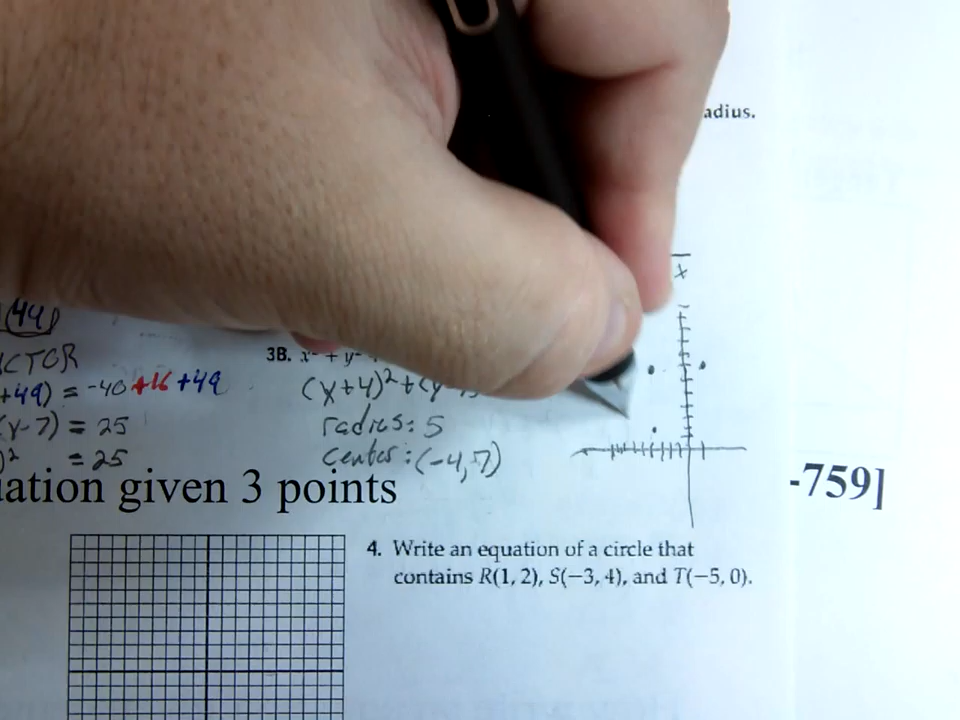 adius.
x
(44)
CTOR
+49) = -40 +16 +49
(y-7) = 25
)² = 25
3B. x² + y²
(x+4)² + (y
radius: 5
center: (-4, 7)
uation given 3 points
-759]
4. Write an equation of a circle that
contains R(1, 2), S(−3, 4), and T(−5, 0).